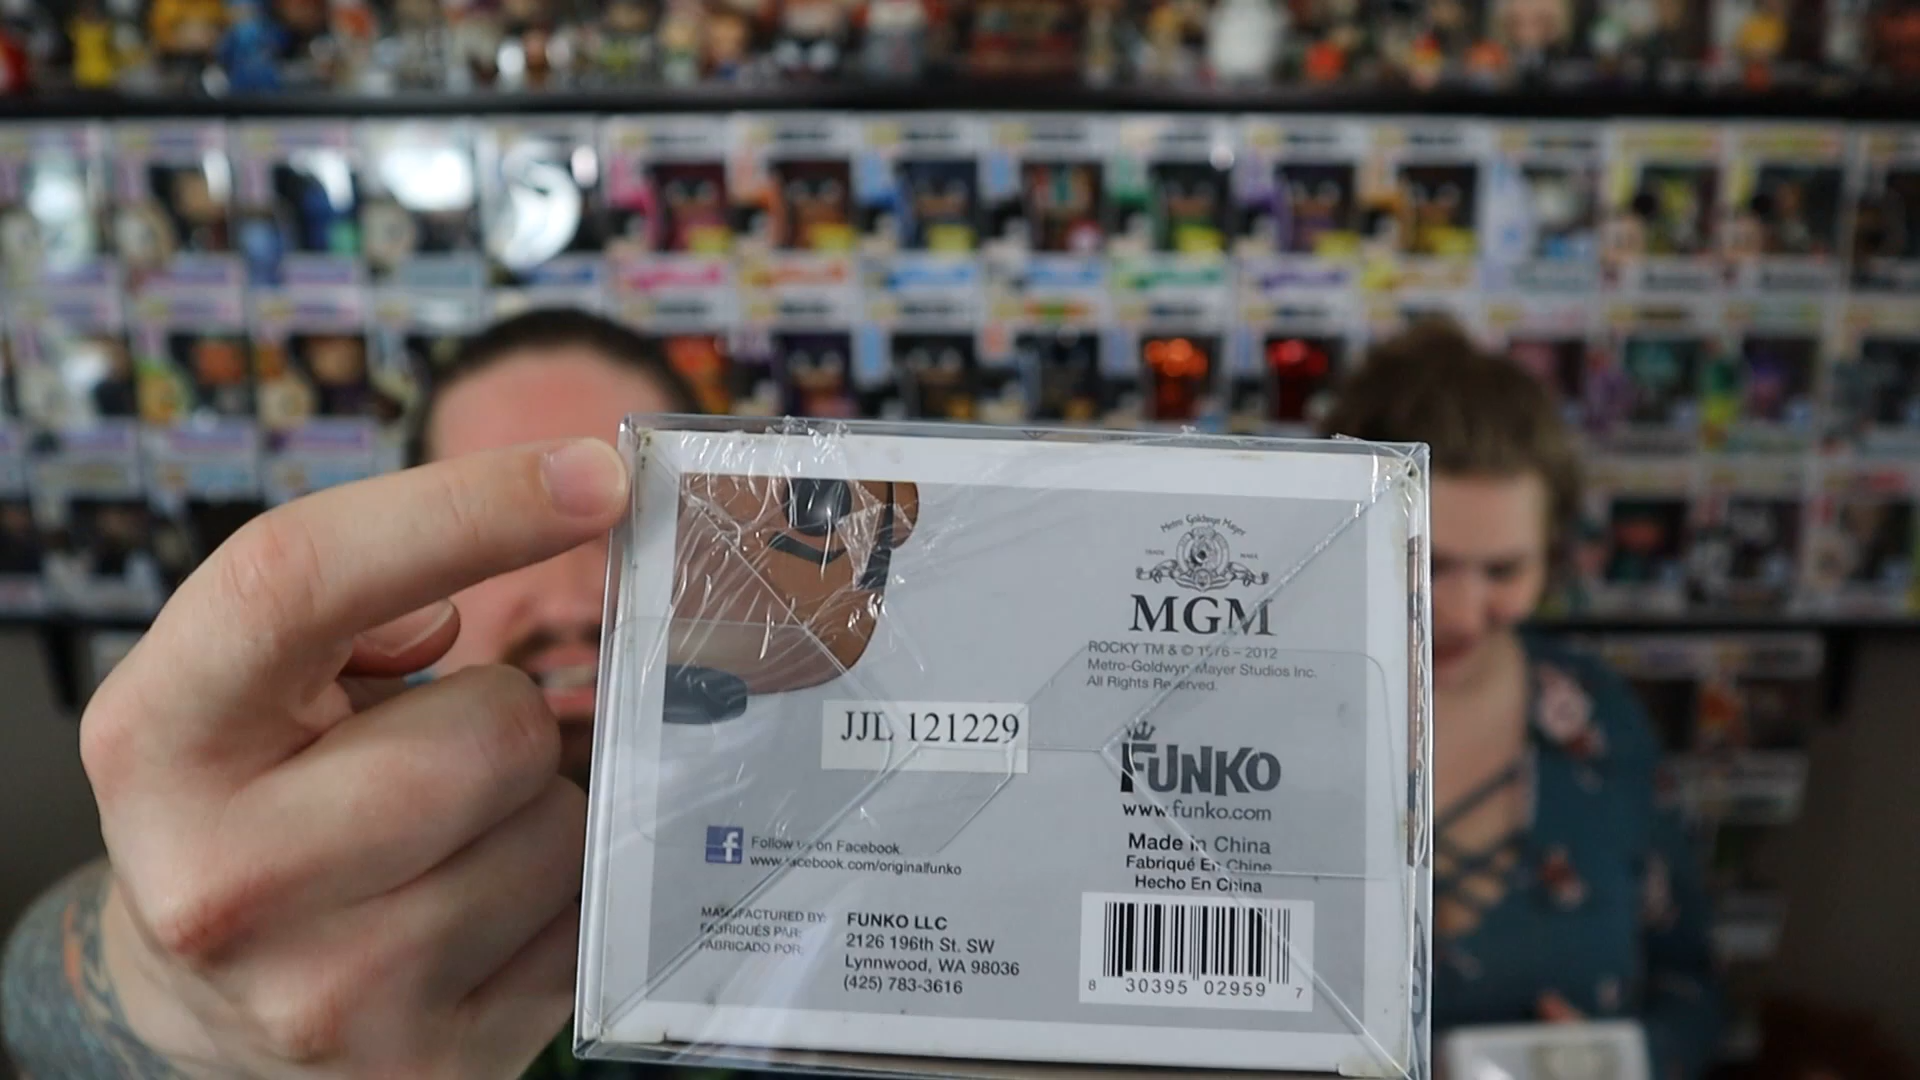 Metro Goldwyn Mayer
TRADE MARK
MGM
ROCKY TM & © 1976 – 2012
Metro-Goldwyn-Mayer Studios Inc.
All Rights Reserved.
JJL 121229
FUNKO
www.funko.com
Made in China
Fabriqué En Chine
Hecho En China
Follow us on Facebook
www.facebook.com/originalfunko
MANUFACTURED BY:
FABRIQUÉS PAR:
FABRICADO POR:
FUNKO LLC
2126 196th St. SW
Lynnwood, WA 98036
(425) 783-3616
8 30395 02959 7